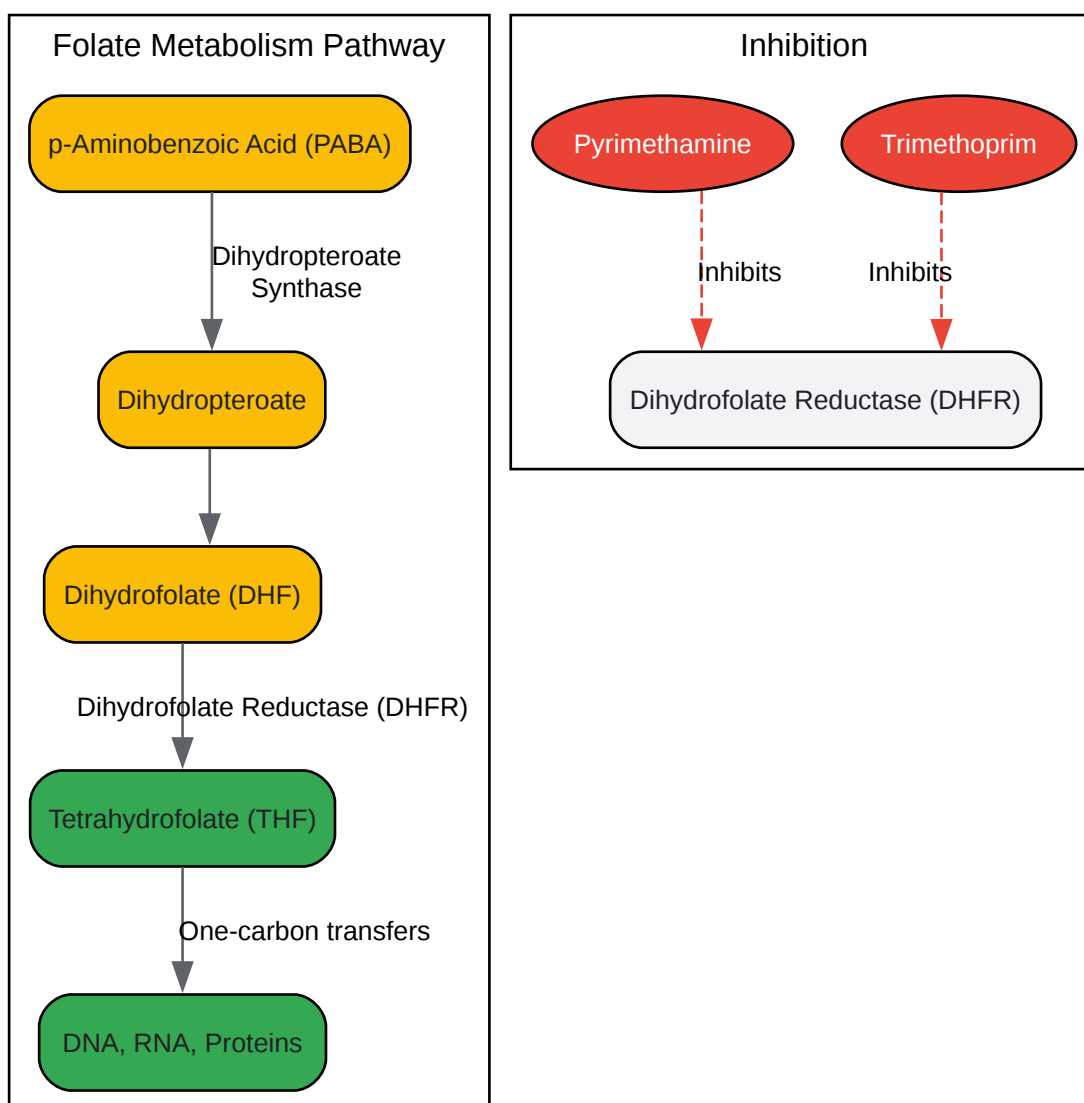 Folate Metabolism Pathway
p-Aminobenzoic Acid (PABA)
Dihydropteroate
Synthase
Dihydropteroate
Dihydrofolate (DHF)
Dihydrofolate Reductase (DHFR)
Tetrahydrofolate (THF)
One-carbon transfers
DNA, RNA, Proteins
Inhibition
Pyrimethamine
Trimethoprim
Inhibits
Inhibits
Dihydrofolate Reductase (DHFR)